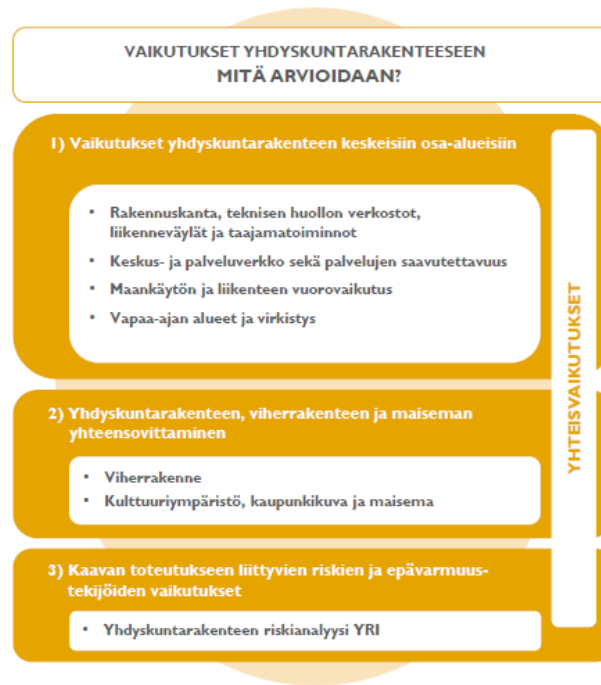 VAIKUTUKSET YHDYSKUNTARAKENTEESEEN
MITÄ ARVIOIDAAN?
1) Vaikutukset yhdyskuntarakenteen keskeisiin osa-alueisiin
• Rakennuskanta, teknisen huollon verkostot,
liikenneväylät ja taajamatoiminnot
• Keskus- ja palveluverkko sekä palvelujen saavutettavuus
• Maankäytön ja liikenteen vuorovaikutus
• Vapaa-ajan alueet ja virkistys
2) Yhdyskuntarakenteen, viherrakenteen ja maiseman
yhteensovittaminen
• Viherrakenne
• Kulttuuriympäristö, kaupunkikuva ja maisema
3) Kaavan toteutukseen liittyvien riskien ja epävarmuus-
tekijöiden vaikutukset
• Yhdyskuntarakenteen riskianalyysi YRI
YHTEISVAIKUTUKSET